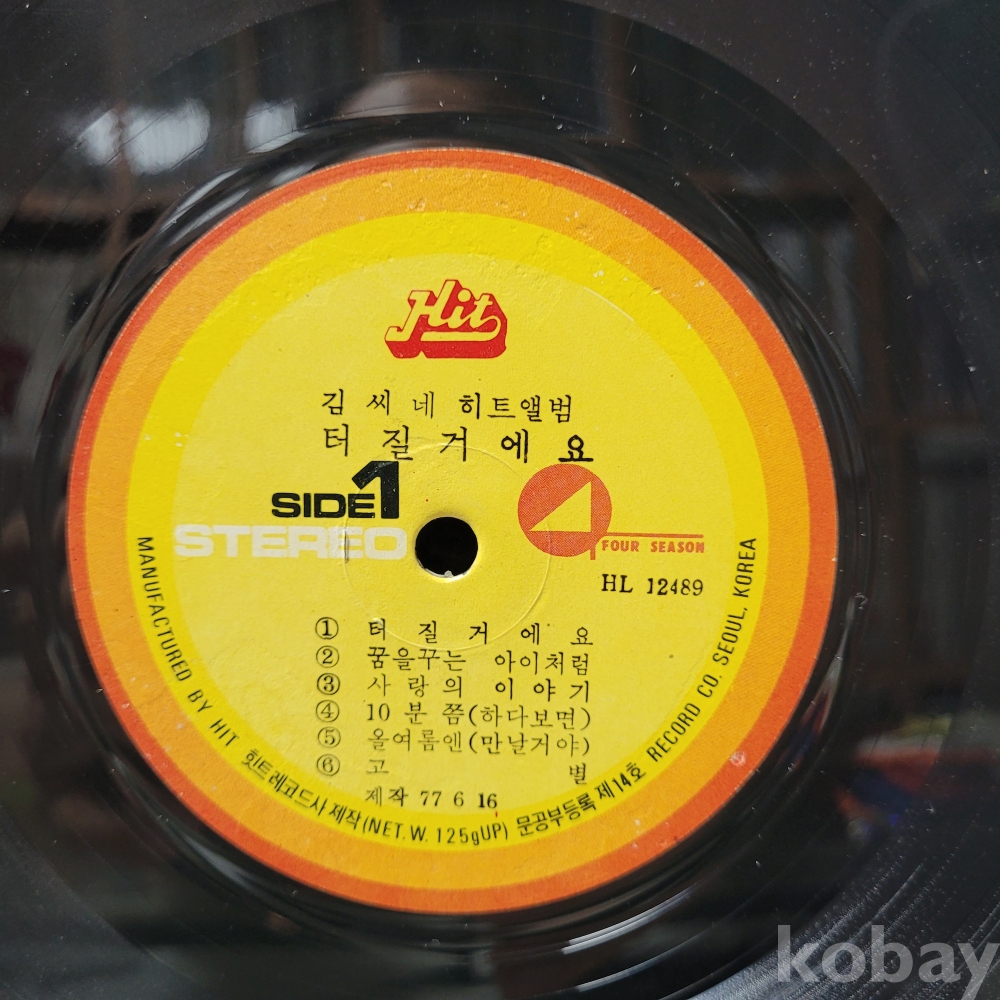 Hit
김씨네 히트앨범
터질거에요
SIDE 1
STEREO
FOUR SEASON
HL 12489
① 터질거에요
② 꿈을꾸는 아이처럼
③ 사랑의 이야기
④ 10분쯤(하다보면)
⑤ 올여름엔(만날거야)
⑥ 고별
제작 77 6 16
MANUFACTURED BY HIT 힛트레코드사 제작 (NET. W. 125gUP) 문공부등록 제14호 RECORD CO. SEOUL, KOREA
kobay